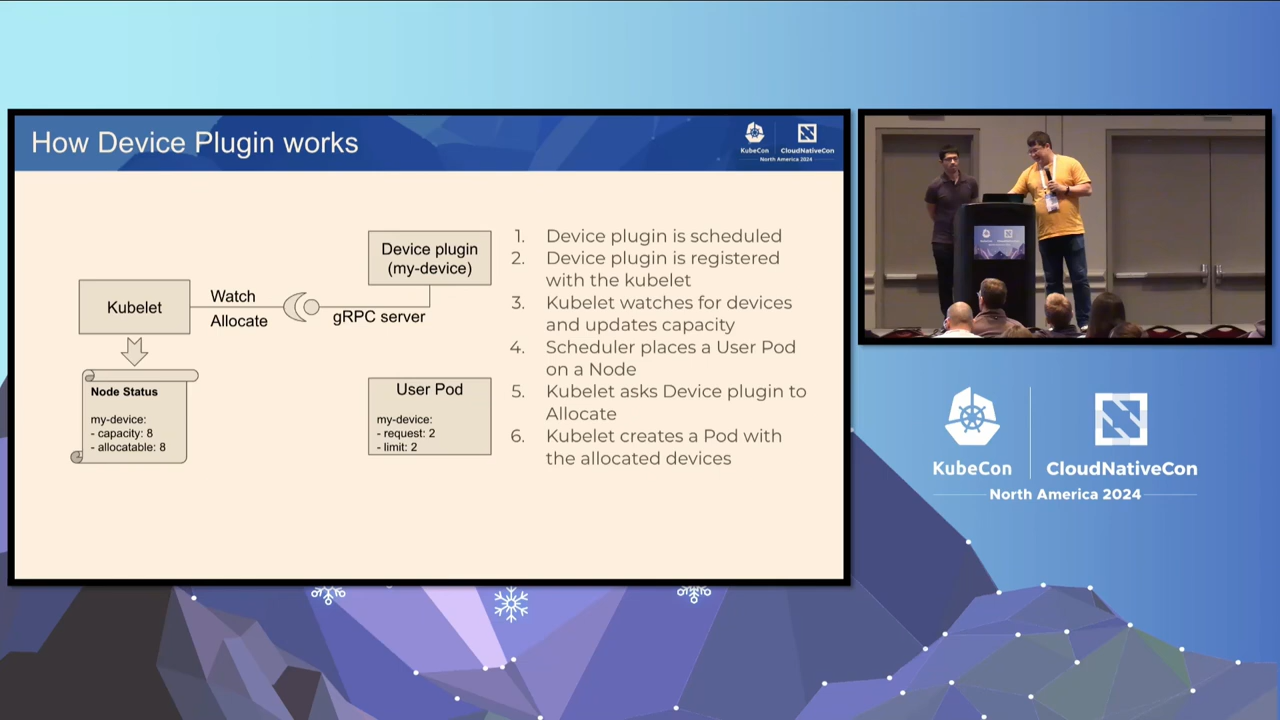 How Device Plugin works
KubeCon
CloudNativeCon
North America 2024
Device plugin
(my-device)
Kubelet
Watch
Allocate
gRPC server
Node Status
my-device:
- capacity: 8
- allocatable: 8
User Pod
my-device:
- request: 2
- limit: 2
1. Device plugin is scheduled
2. Device plugin is registered
with the kubelet
3. Kubelet watches for devices
and updates capacity
4. Scheduler places a User Pod
on a Node
5. Kubelet asks Device plugin to
Allocate
6. Kubelet creates a Pod with
the allocated devices
KubeCon
CloudNativeCon
North America 2024